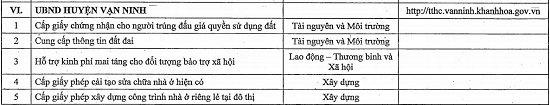 VI. UBND HUYỆN VẠN NINH http://tthc.vanninh.khanhhoa.gov.vn
1 Cấp giấy chứng nhận cho người trúng đấu giá quyền sử dụng đất Tài nguyên và Môi trường
2 Cung cấp thông tin đất đai Tài nguyên và Môi trường
3 Hỗ trợ kinh phí mai táng cho đối tượng bảo trợ xã hội Lao động – Thương binh và
Xã hội
4 Cấp giấy phép cải tạo sửa chữa nhà ở hiện có Xây dựng
5 Cấp giấy phép xây dựng công trình nhà ở riêng lẻ tại đô thị Xây dựng